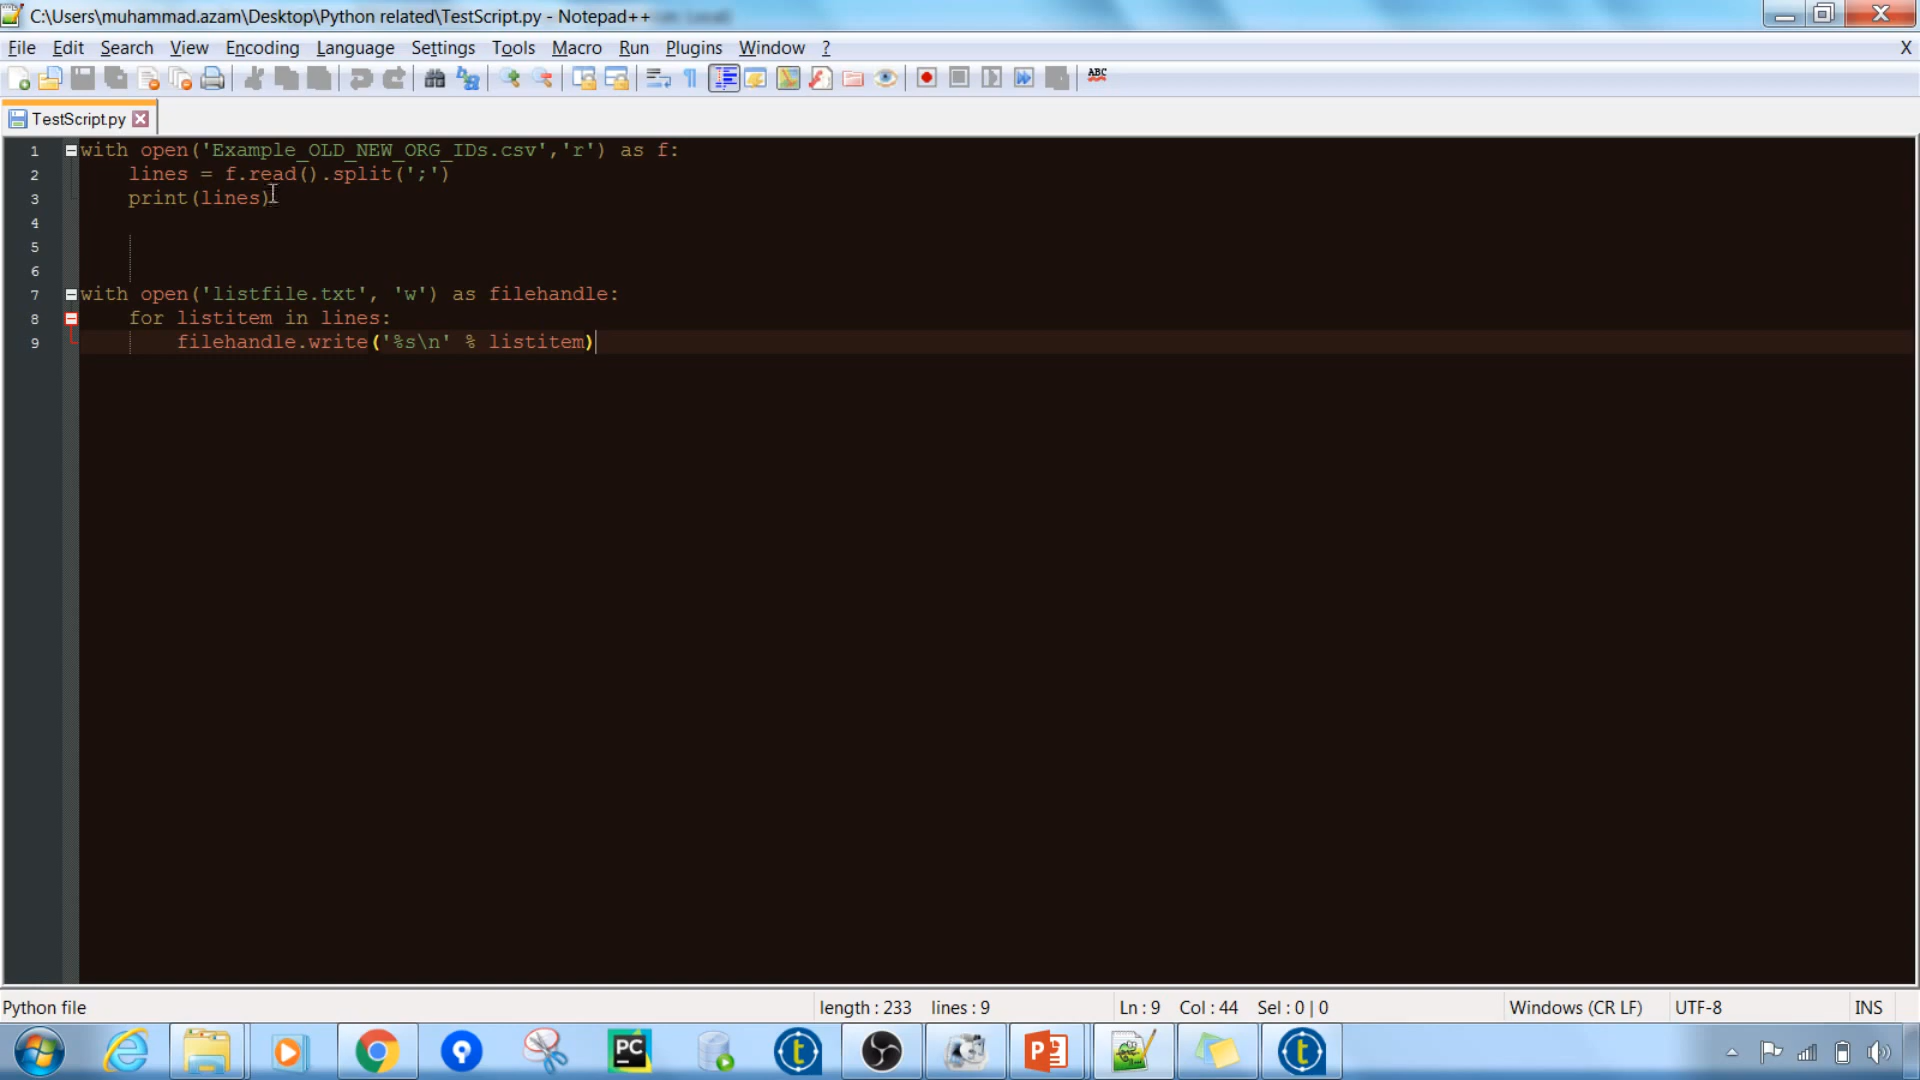 C:\Users\muhammad.azam\Desktop\Python related\TestScript.py - Notepad++
File Edit Search View Encoding Language Settings Tools Macro Run Plugins Window ? X
ABC
TestScript.py
1 with open('Example_OLD_NEW_ORG_IDs.csv','r') as f:
2 lines = f.read().split(';')
3 print(lines)
4
5
6
7 with open('listfile.txt', 'w') as filehandle:
8 for listitem in lines:
9 filehandle.write('%s\n' % listitem)
Python file length : 233 lines : 9 Ln : 9 Col : 44 Sel : 0 | 0 Windows (CR LF) UTF-8 INS
PC